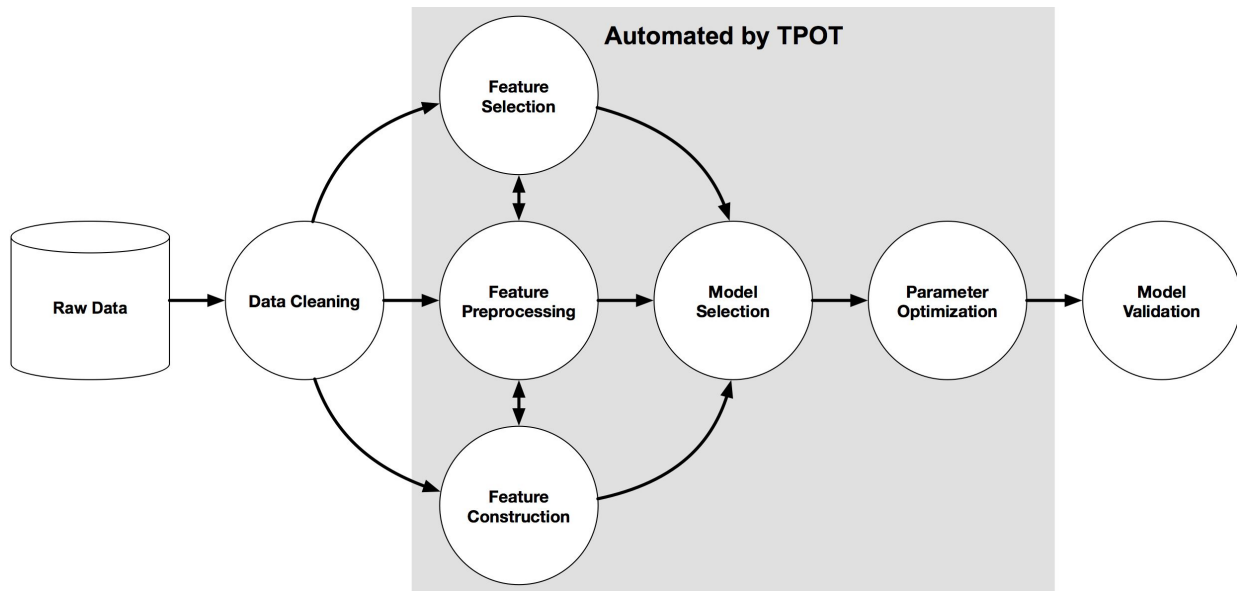 Automated by TPOT
Feature
Selection
Raw Data
Data Cleaning
Feature
Preprocessing
Model
Selection
Parameter
Optimization
Model
Validation
Feature
Construction